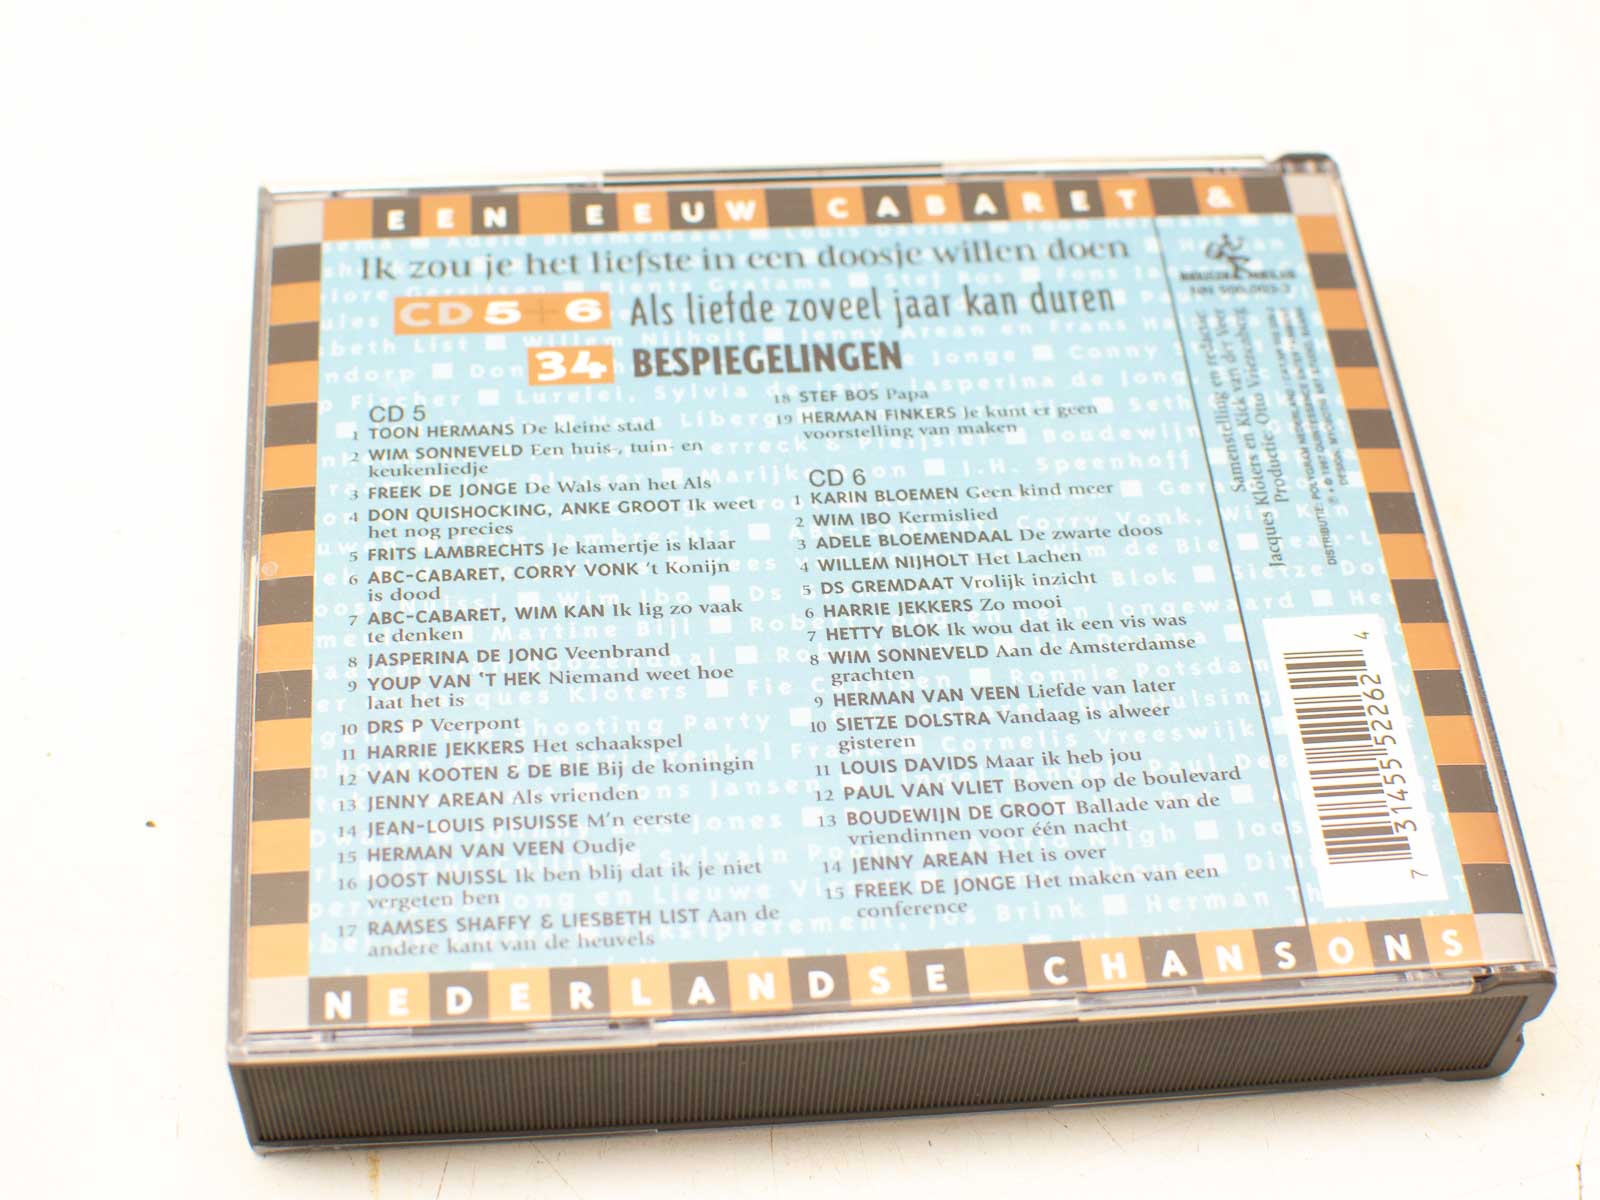 EEN EEUW CABARET &
Ik zou je het liefste in een doosje willen doen
CD 5+6 Als liefde zoveel jaar kan duren
34 BESPIEGELINGEN
CD 5
1 TOON HERMANS De kleine stad
2 WIM SONNEVELD Een huis-, tuin- en
keukenliedje
3 FREEK DE JONGE De Wals van het Als
4 DON QUISHOCKING, ANKE GROOT Ik weet
het nog precies
5 FRITS LAMBRECHTS Je kamertje is klaar
6 ABC-CABARET, CORRY VONK 't Konijn
is dood
7 ABC-CABARET, WIM KAN Ik lig zo vaak
te denken
8 JASPERINA DE JONG Veenbrand
9 YOUP VAN 'T HEK Niemand weet hoe
laat het is
10 DRS P Veerpont
11 HARRIE JEKKERS Het schaakspel
12 VAN KOOTEN & DE BIE Bij de koningin
13 JENNY AREAN Als vrienden
14 JEAN-LOUIS PISUISSE M'n eerste
15 HERMAN VAN VEEN Oudje
16 JOOST NUISSL Ik ben blij dat ik je niet
vergeten ben
17 RAMSES SHAFFY & LIESBETH LIST Aan de
andere kant van de heuvels
18 STEF BOS Papa
19 HERMAN FINKERS Je kunt er geen
voorstelling van maken
CD 6
1 KARIN BLOEMEN Geen kind meer
2 WIM IBO Kermislied
3 ADELE BLOEMENDAAL De zwarte doos
4 WILLEM NIJHOLT Het Lachen
5 DS GREMDAAT Vrolijk inzicht
6 HARRIE JEKKERS Zo mooi
7 HETTY BLOK Ik wou dat ik een vis was
8 WIM SONNEVELD Aan de Amsterdamse
grachten
9 HERMAN VAN VEEN Liefde van later
10 SIETZE DOLSTRA Vandaag is alweer
gisteren
11 LOUIS DAVIDS Maar ik heb jou
12 PAUL VAN VLIET Boven op de boulevard
13 BOUDEWIJN DE GROOT Ballade van de
vriendinnen voor één nacht
14 JENNY AREAN Het is over
15 FREEK DE JONGE Het maken van een
conference
Samenstelling en redactie:
Jacques Klöters en Kick van der Veer
Productie: Otto Vriezenberg
7 31455 52262 4
NEDERLANDSE CHANSONS